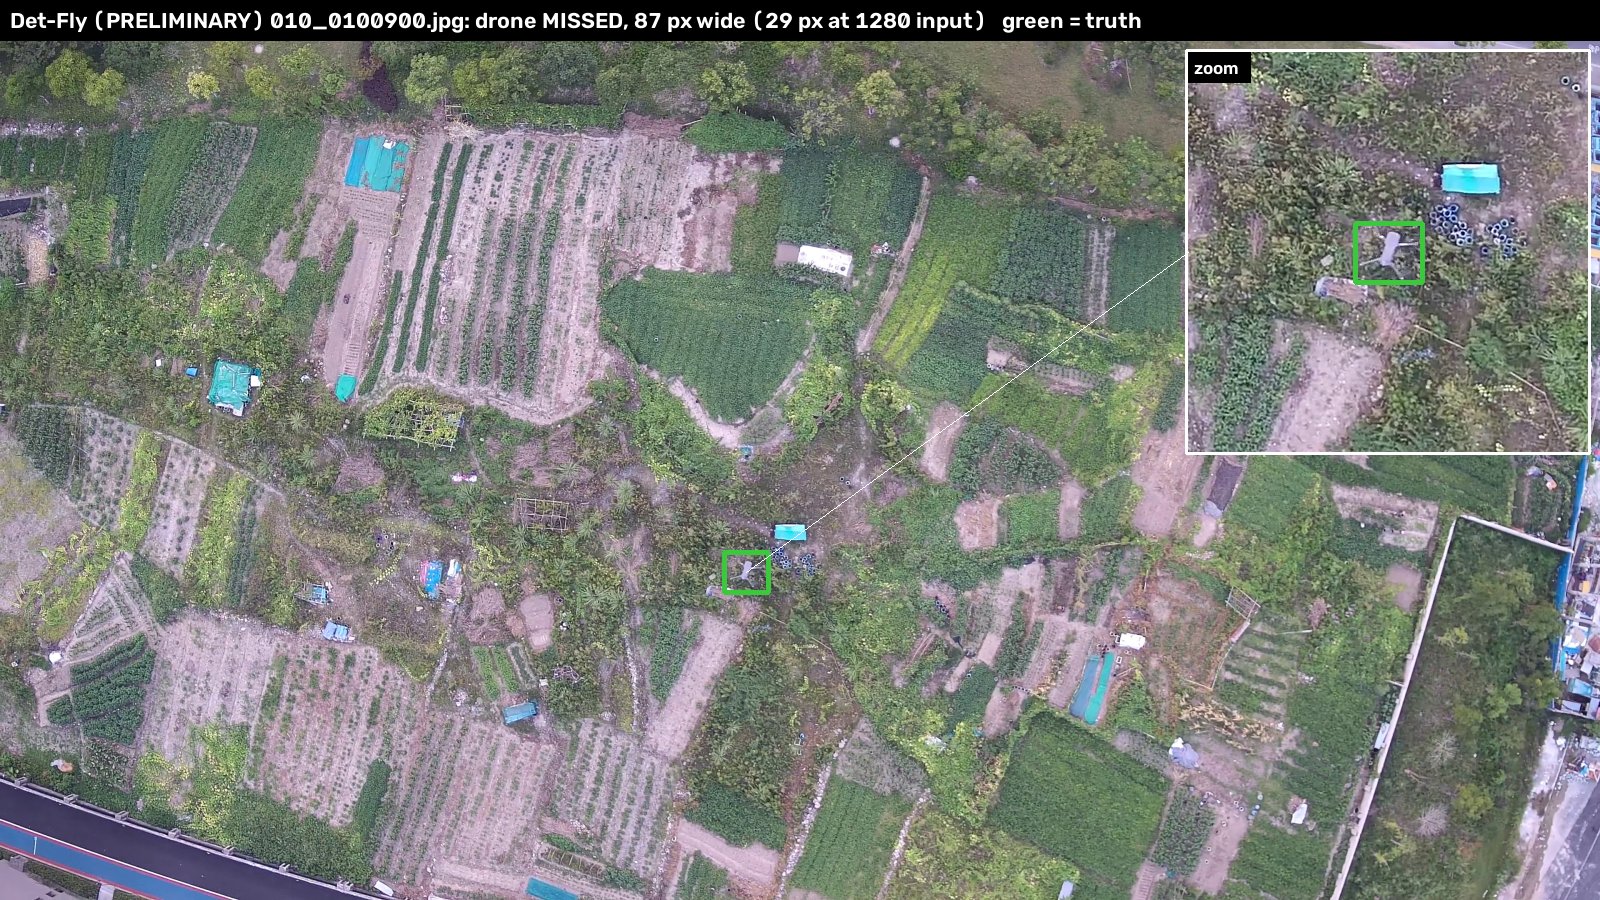 Det-Fly (PRELIMINARY) 010_0100900.jpg: drone MISSED, 87 px wide (29 px at 1280 input) green = truth
zoom